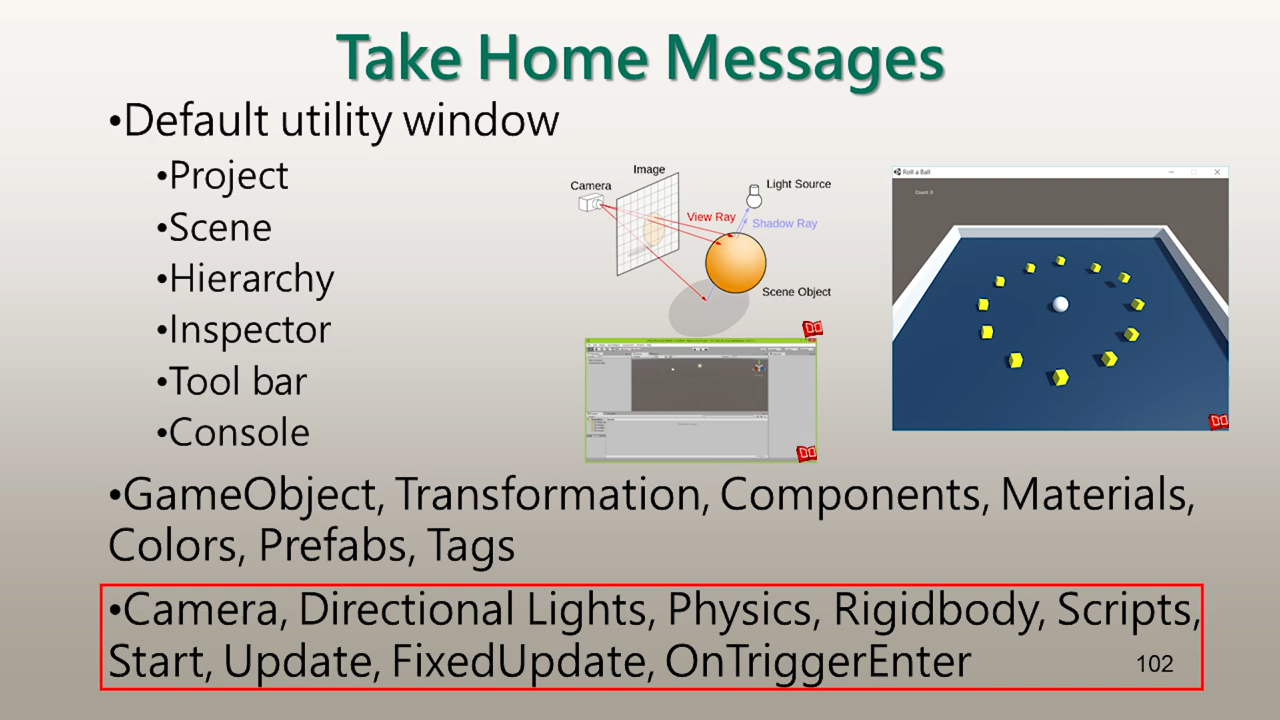 Take Home Messages
•Default utility window
•Project
•Scene
•Hierarchy
•Inspector
•Tool bar
•Console
Image
Camera
Light Source
View Ray
Shadow Ray
Scene Object
Roll a Ball
Count: 0
•GameObject, Transformation, Components, Materials,
Colors, Prefabs, Tags
•Camera, Directional Lights, Physics, Rigidbody, Scripts,
Start, Update, FixedUpdate, OnTriggerEnter
102